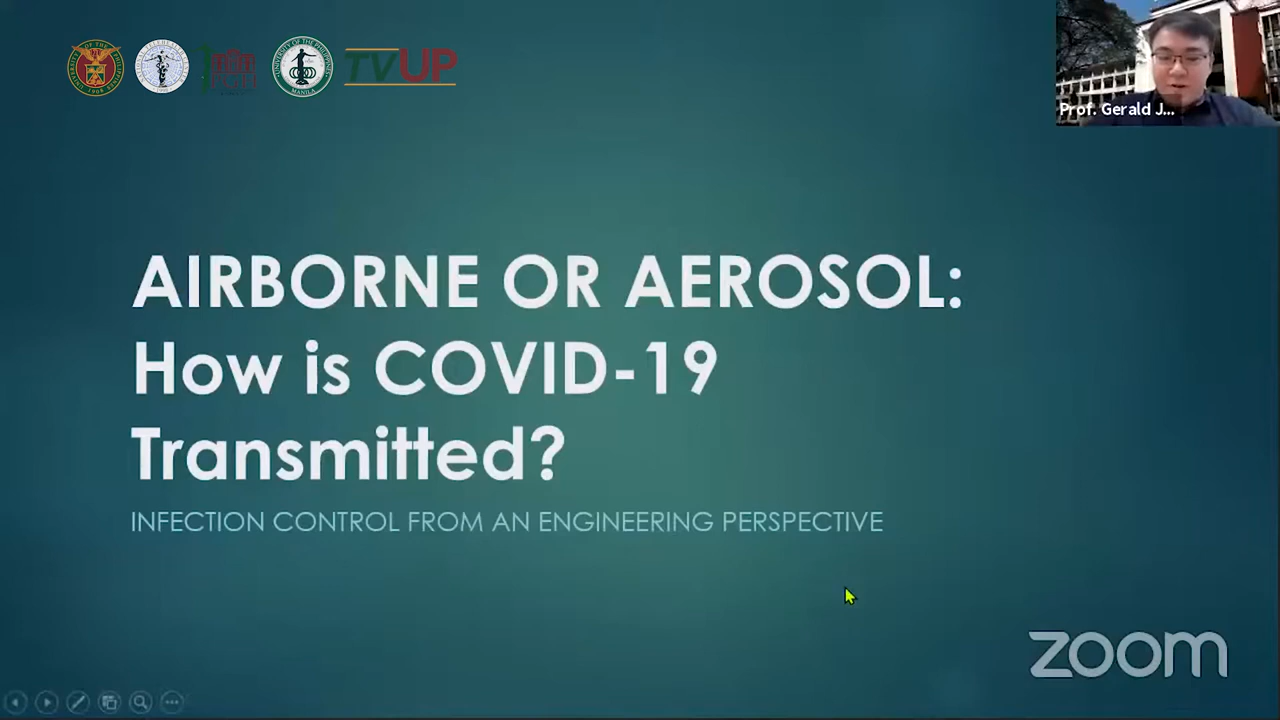 TVUP
Prof. Gerald J...
AIRBORNE OR AEROSOL:
How is COVID-19
Transmitted?
INFECTION CONTROL FROM AN ENGINEERING PERSPECTIVE
zoom